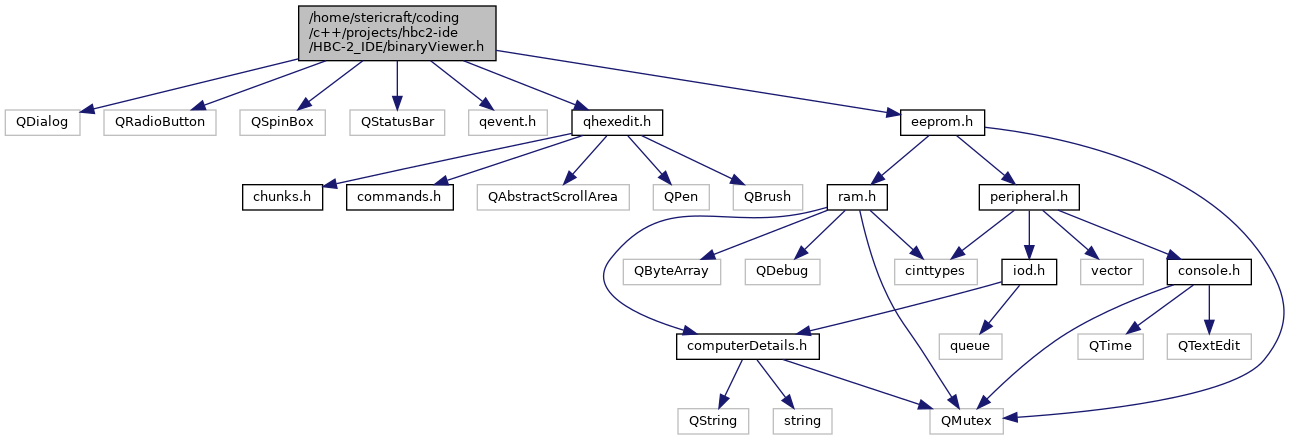 /home/stericraft/coding
/c++/projects/hbc2-ide
/HBC-2_IDE/binaryViewer.h
QDialog
QRadioButton
QSpinBox
QStatusBar
qevent.h
qhexedit.h
eeprom.h
chunks.h
commands.h
QAbstractScrollArea
QPen
QBrush
ram.h
peripheral.h
QByteArray
QDebug
cinttypes
iod.h
vector
console.h
computerDetails.h
queue
QTime
QTextEdit
QString
string
QMutex